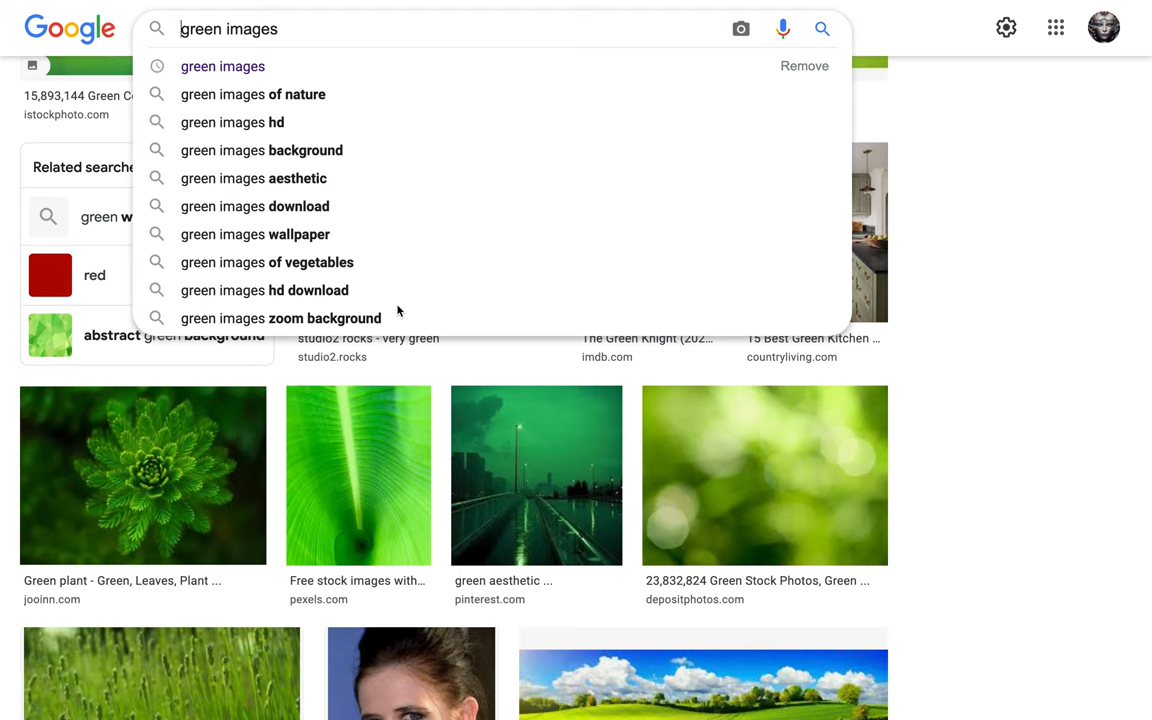 Google
green images
green images
Remove
green images of nature
green images hd
green images background
green images aesthetic
green images download
green images wallpaper
green images of vegetables
green images hd download
green images zoom background
15,893,144 Green
istockphoto.com
Related searche
green
red
abstract green background
studio2 rocks - very green
studio2.rocks
The Green Knight (202...
imdb.com
15 Best Green Kitchen ...
countryliving.com
Green plant - Green, Leaves, Plant ...
jooinn.com
Free stock images with...
pexels.com
green aesthetic ...
pinterest.com
23,832,824 Green Stock Photos, Green ...
depositphotos.com